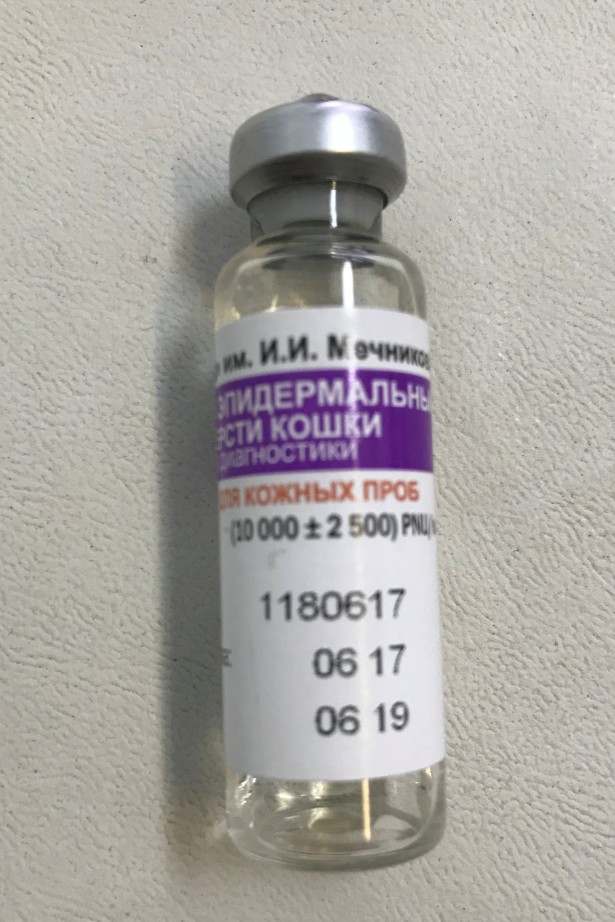 им. И.И. Мечников
ЭПИДЕРМАЛЬНЫ
РСТИ КОШКИ
диагностики
ДЛЯ КОЖНЫХ ПРОБ
(10 000 ± 2 500) PNU/
1180617
06 17
06 19